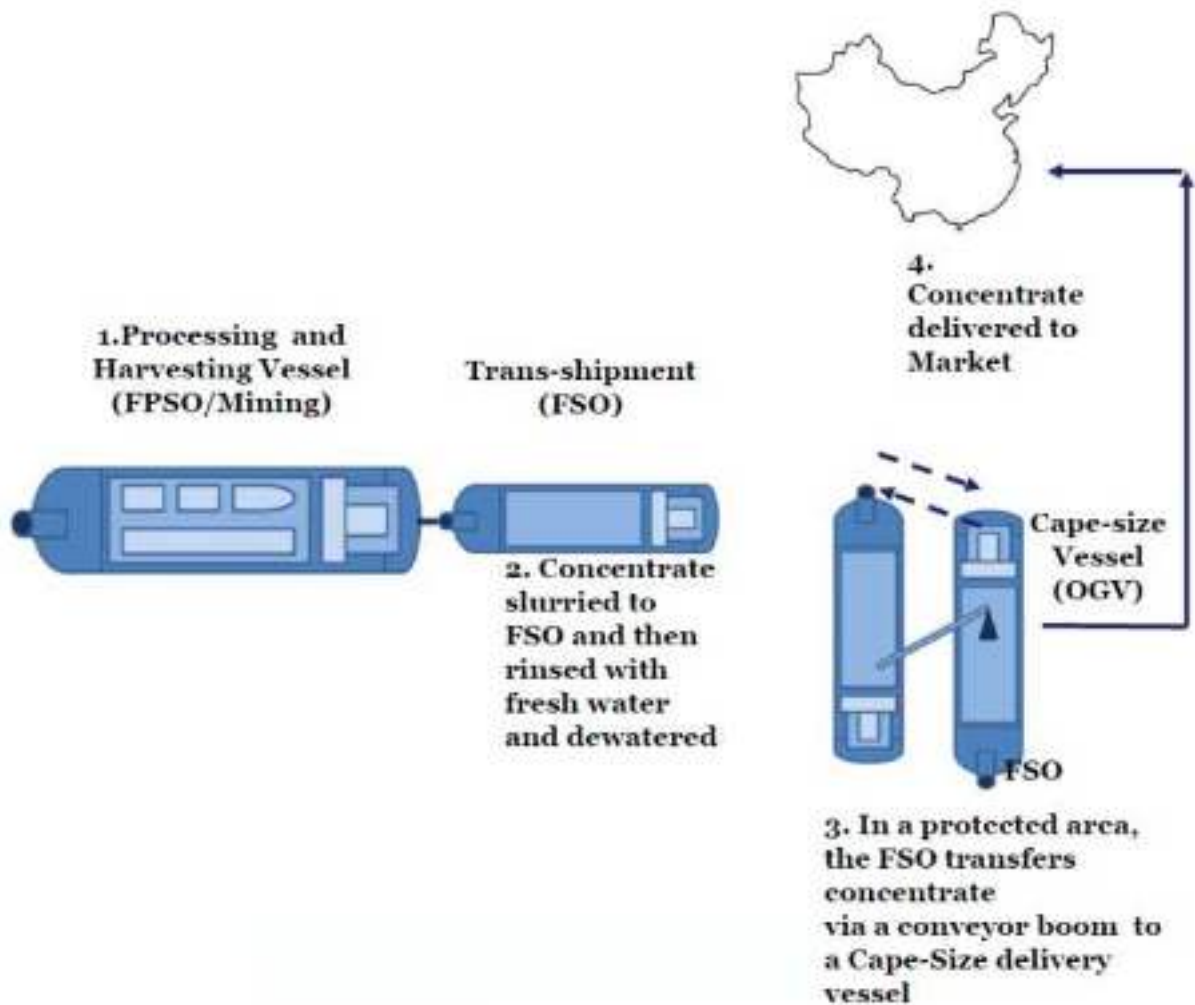 1.Processing and
Harvesting Vessel
(FPSO/Mining)
Trans-shipment
(FSO)
2. Concentrate
slurried to
FSO and then
rinsed with
fresh water
and dewatered
4.
Concentrate
delivered to
Market
Cape-size
Vessel
(OGV)
FSO
3. In a protected area,
the FSO transfers
concentrate
via a conveyor boom to
a Cape-Size delivery
vessel